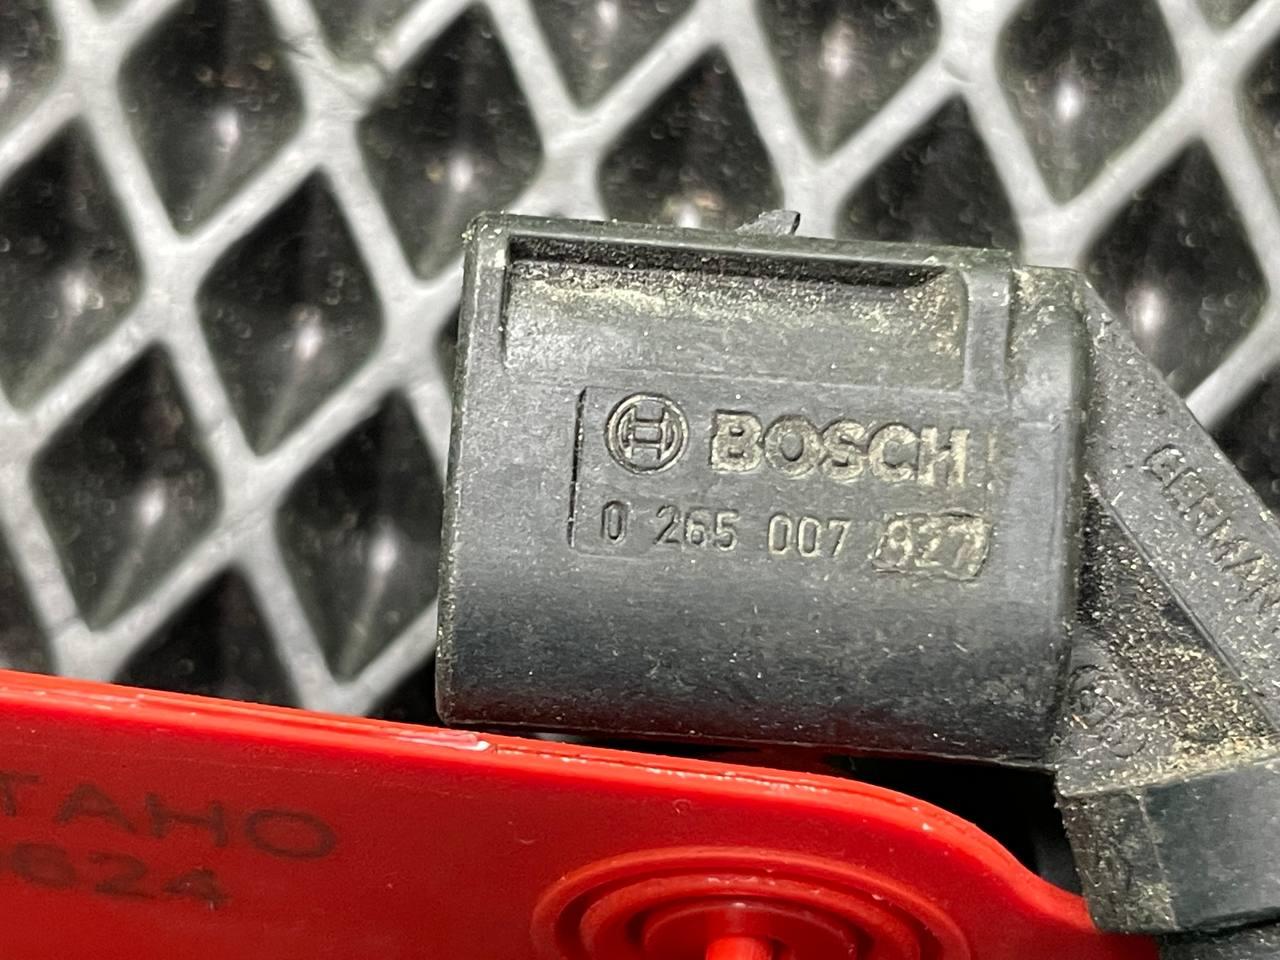 BOSCH
0 265 007 827
GERMAN
TAHO
624